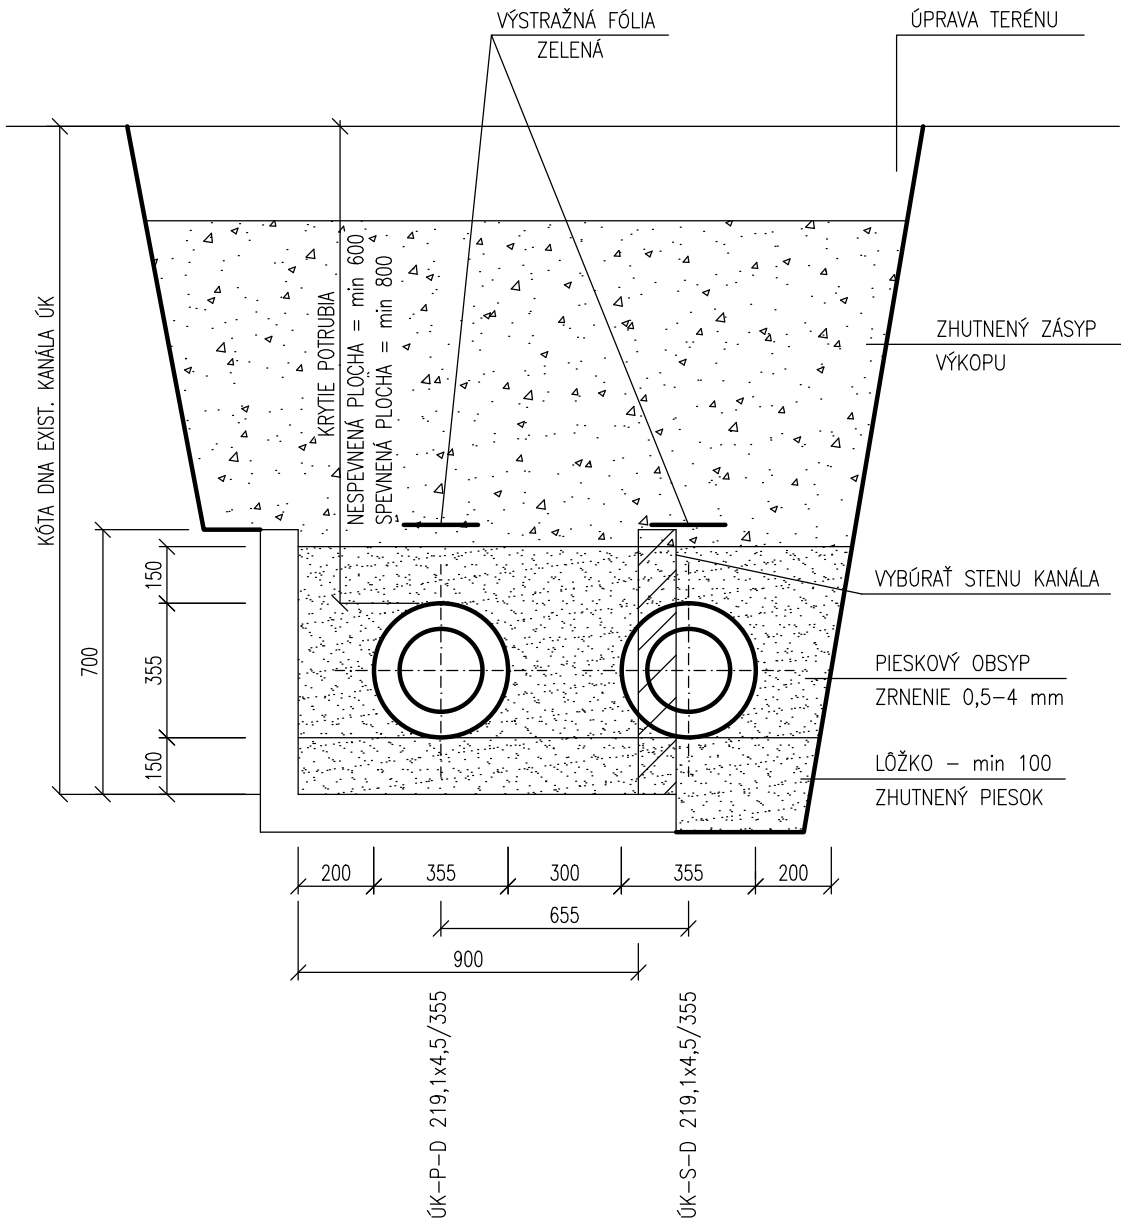 VÝSTRAŽNÁ FÓLIA
ZELENÁ
ÚPRAVA TERÉNU
KÓTA DNA EXIST. KANÁLA ÚK
KRYTIE POTRUBIA
NESPEVNENÁ PLOCHA = min 600
SPEVNENÁ PLOCHA = min 800
ZHUTNENÝ ZÁSYP
VÝKOPU
VYBÚRAŤ STENU KANÁLA
PIESKOVÝ OBSYP
ZRNENIE 0,5-4 mm
LÔŽKO - min 100
ZHUTNENÝ PIESOK
700
150
355
150
200
355
300
355
200
655
900
ÚK-P-D 219,1x4,5/355
ÚK-S-D 219,1x4,5/355